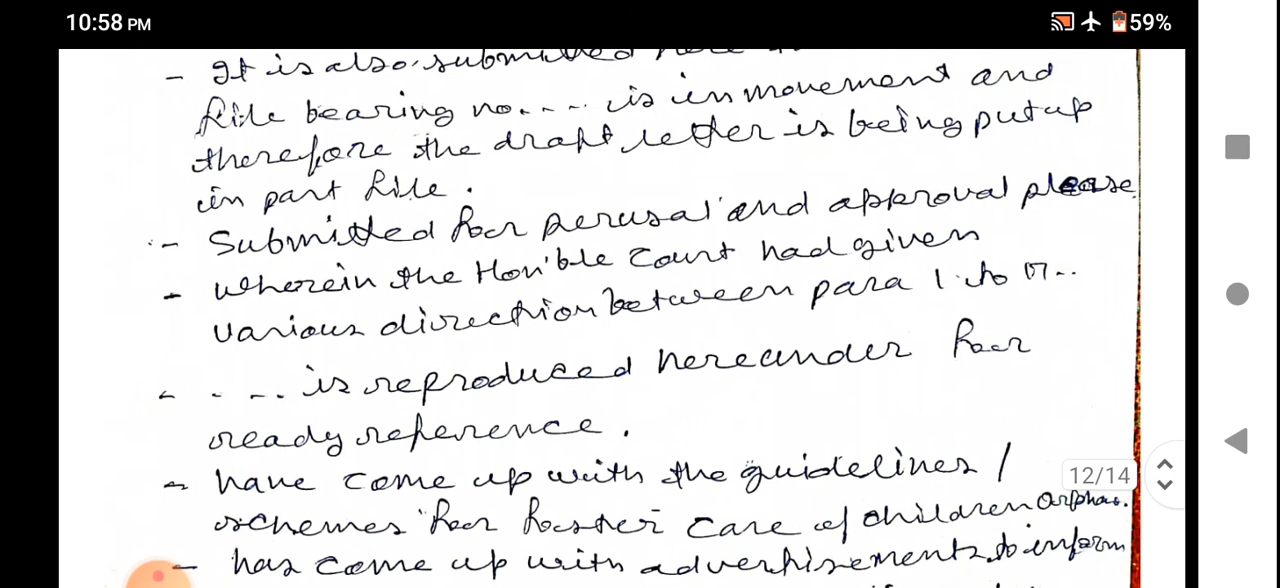 10:58 PM
59%
- It is also submitted
file bearing no.... is in movement and
therefore the draft letter is being put up
in part file.
- Submitted for perusal and approval please.
- wherein the Hon'ble Court had given
various direction between para 1 to 17..
- .... is reproduced hereunder for
ready reference.
- have come up with the guidelines /
schemes for foster care of children orphan.
- has come up with advertisements to inform
12/14